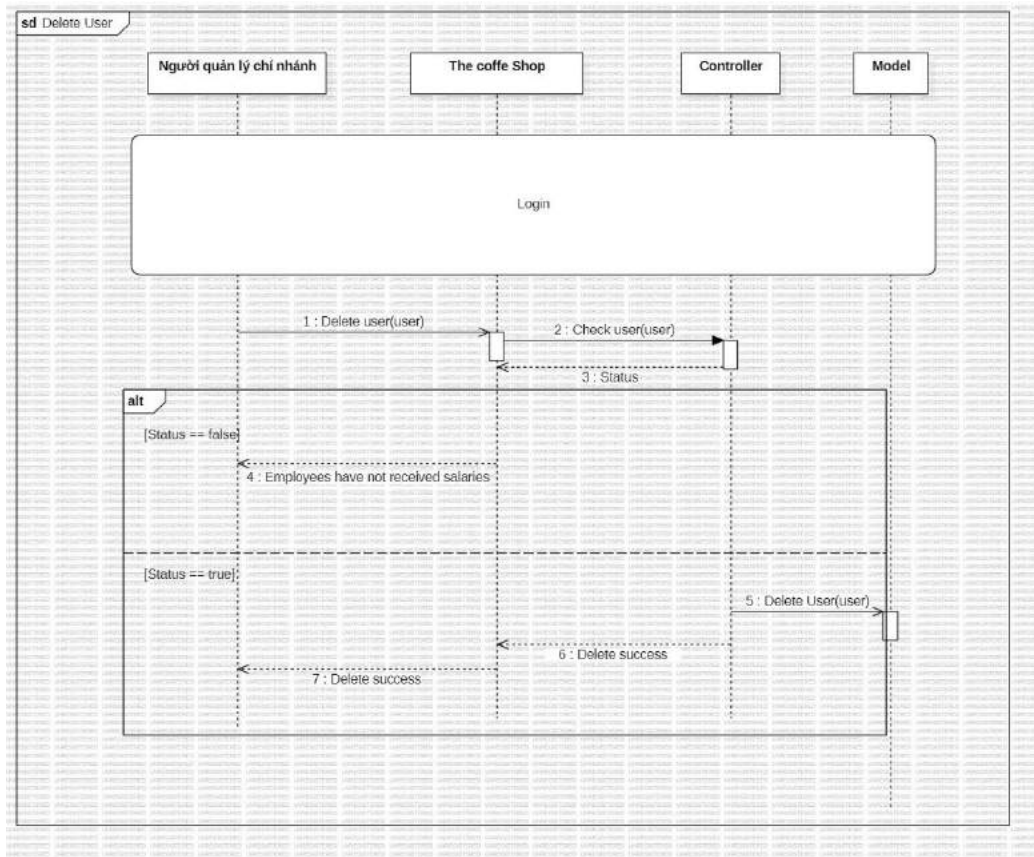 sd Delete User
Người quản lý chí nhánh
The coffe Shop
Controller
Model
Login
1 : Delete user(user)
2 : Check user(user)
3 : Status
alt
[Status == false]
4 : Employees have not received salaries
[Status == true]
5 : Delete User(user)
6 : Delete success
7 : Delete success